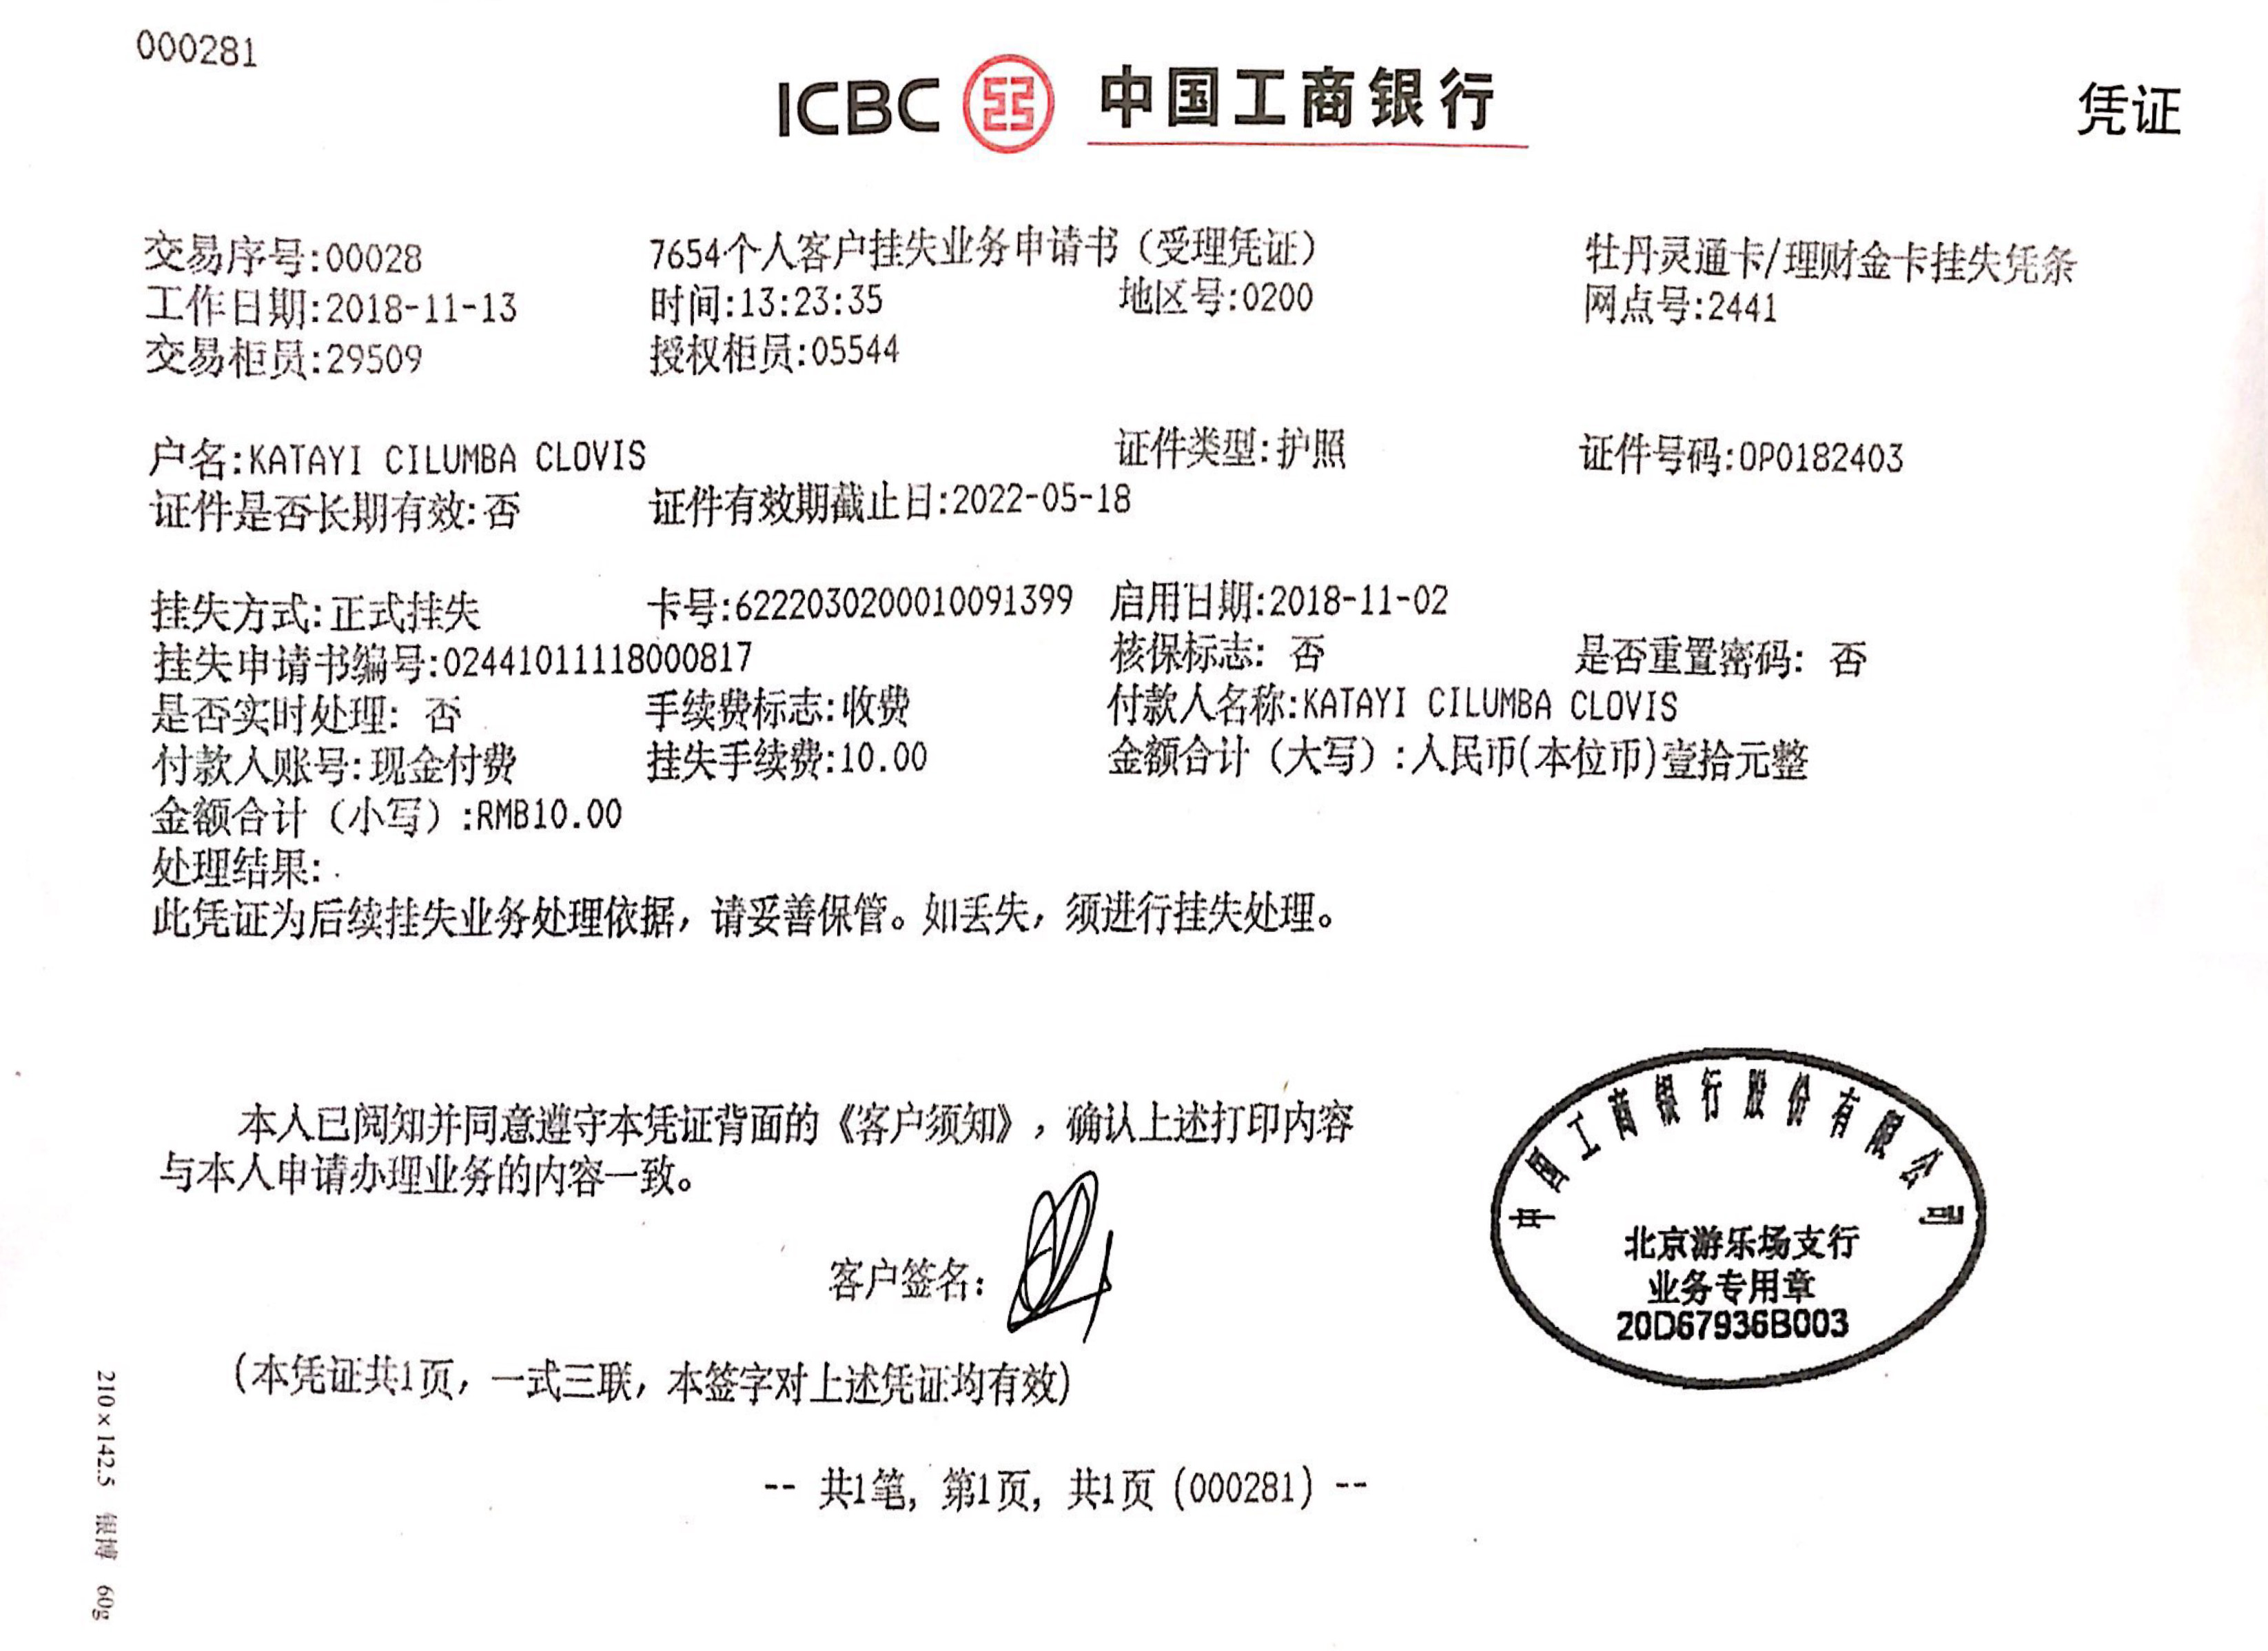 000281
ICBC 中国工商银行
凭证
交易序号:00028 7654个人客户挂失业务申请书（受理凭证） 牡丹灵通卡/理财金卡挂失凭条
工作日期:2018-11-13 时间:13:23:35 地区号:0200 网点号:2441
交易柜员:29509 授权柜员:05544
户名:KATAYI CILUMBA CLOVIS 证件类型:护照 证件号码:OP0182403
证件是否长期有效:否 证件有效期截止日:2022-05-18
挂失方式:正式挂失 卡号:6222030200010091399 启用日期:2018-11-02
挂失申请书编号:02441011118000817 核保标志: 否 是否重置密码: 否
是否实时处理: 否 手续费标志:收费 付款人名称:KATAYI CILUMBA CLOVIS
付款人账号:现金付费 挂失手续费:10.00 金额合计（大写）:人民币(本位币)壹拾元整
金额合计（小写）:RMB10.00
处理结果:
此凭证为后续挂失业务处理依据，请妥善保管。如丢失，须进行挂失处理。
本人已阅知并同意遵守本凭证背面的《客户须知》，确认上述打印内容
与本人申请办理业务的内容一致。
客户签名:
中国工商银行股份有限公司
北京游乐场支行
业务专用章
20D67936B003
(本凭证共1页，一式三联，本签字对上述凭证均有效)
-- 共1笔，第1页，共1页（000281）--
210×142.5 银博 60g